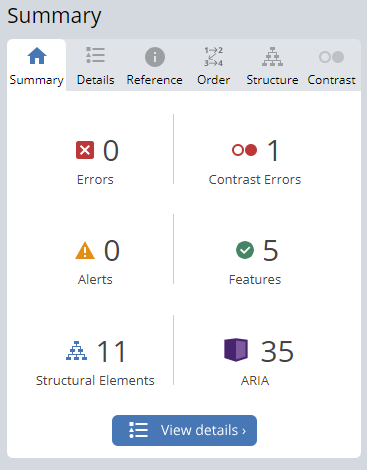 Summary
Summary Details Reference Order Structure Contrast
0 1
Errors Contrast Errors
0 5
Alerts Features
11 35
Structural Elements ARIA
View details ›